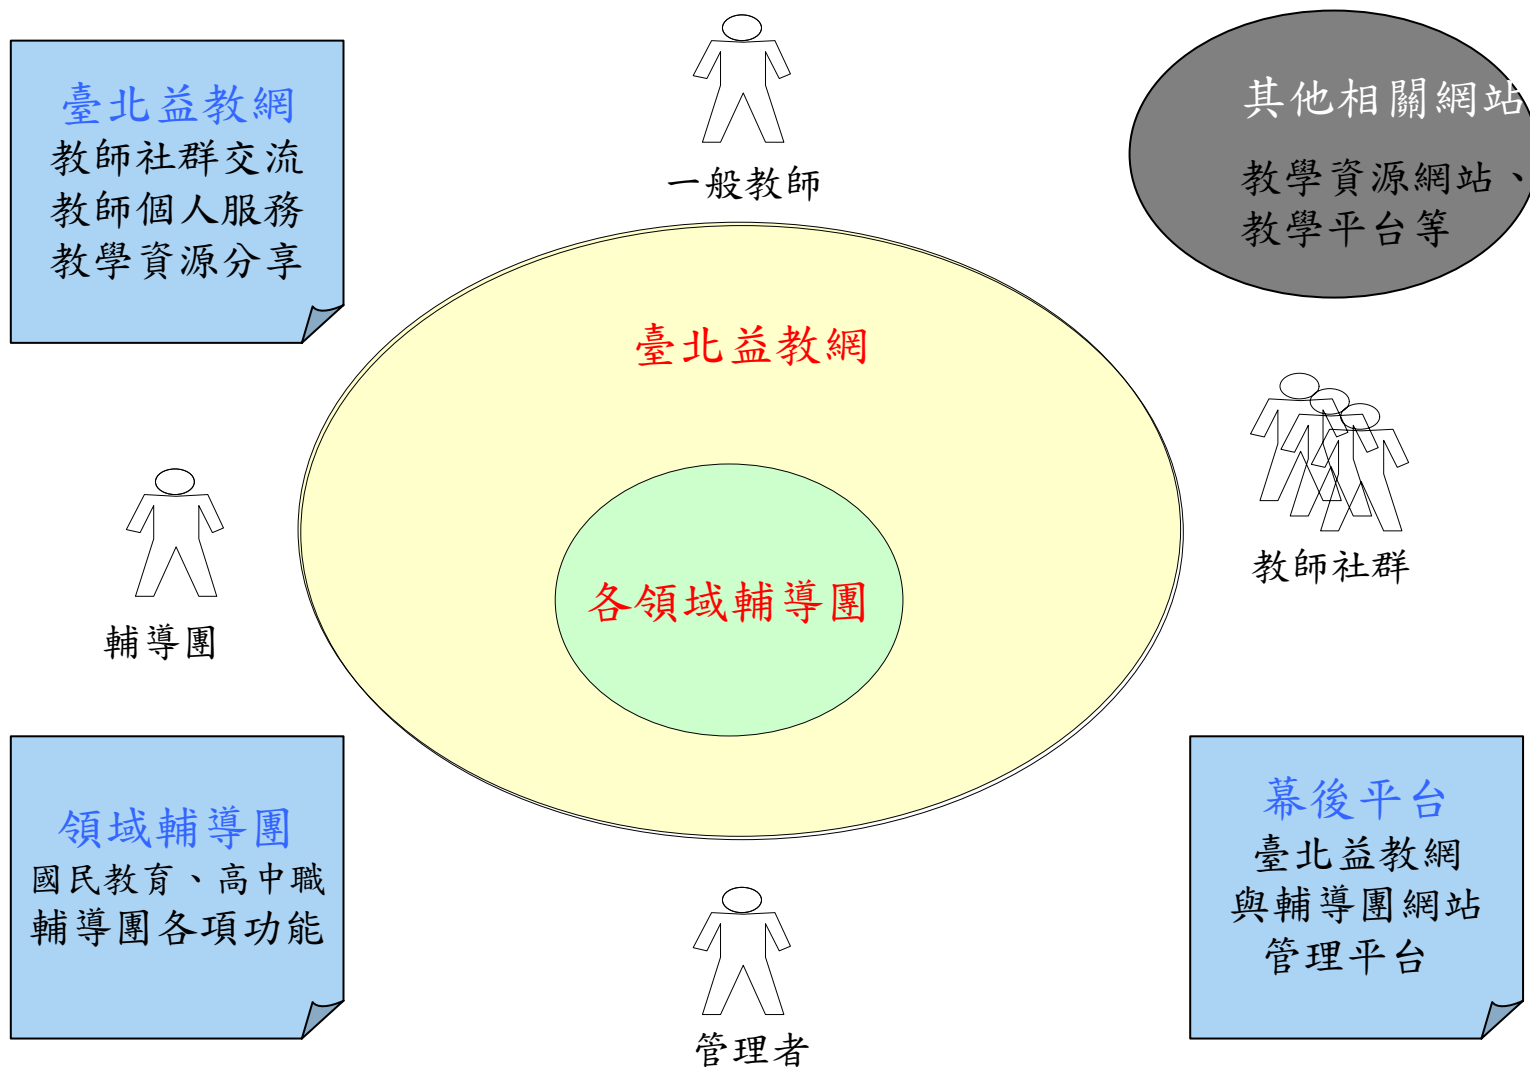 臺北益教網
教師社群交流
教師個人服務
教學資源分享
一般教師
其他相關網站
教學資源網站、
教學平台等
臺北益教網
教師社群
各領域輔導團
輔導團
領域輔導團
國民教育、高中職
輔導團各項功能
幕後平台
臺北益教網
與輔導團網站
管理平台
管理者